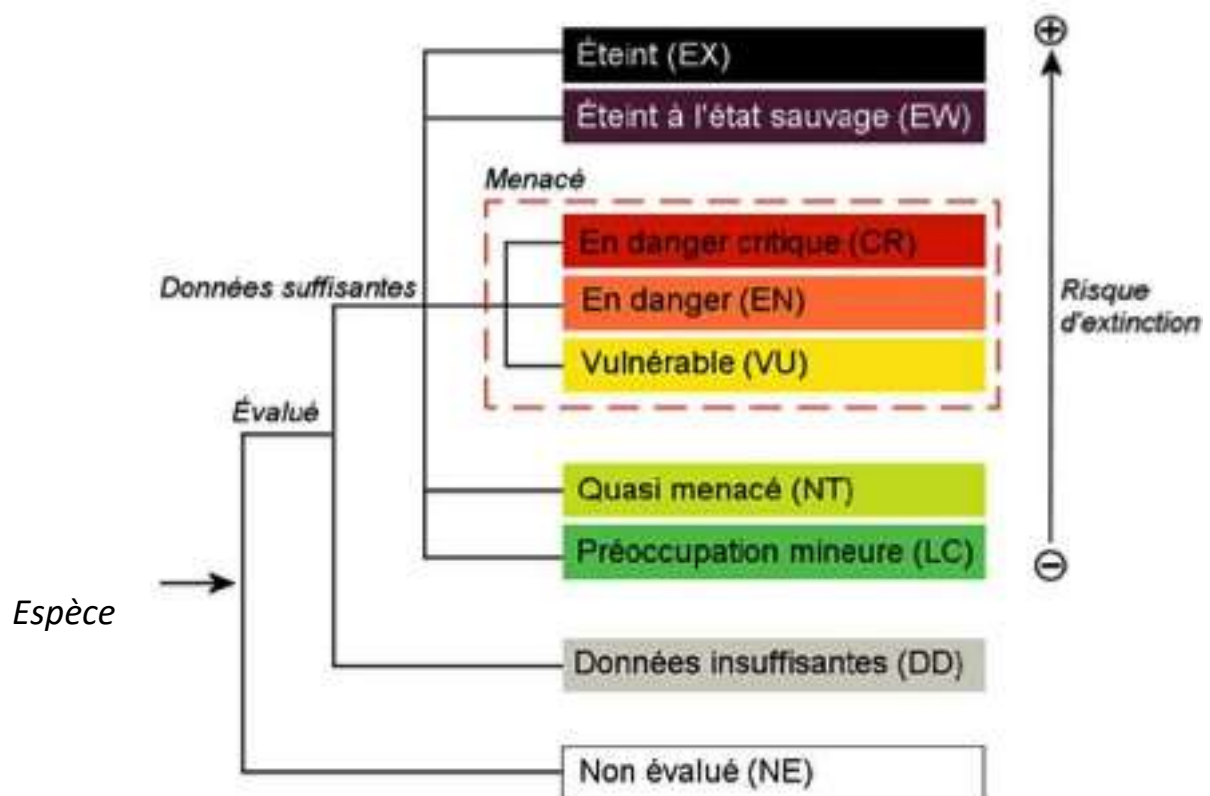 Éteint (EX)
Éteint à l'état sauvage (EW)
Menacé
En danger critique (CR)
Données suffisantes
En danger (EN)
Risque
d'extinction
Vulnérable (VU)
Évalué
Quasi menacé (NT)
Préoccupation mineure (LC)
Espèce
Données insuffisantes (DD)
Non évalué (NE)